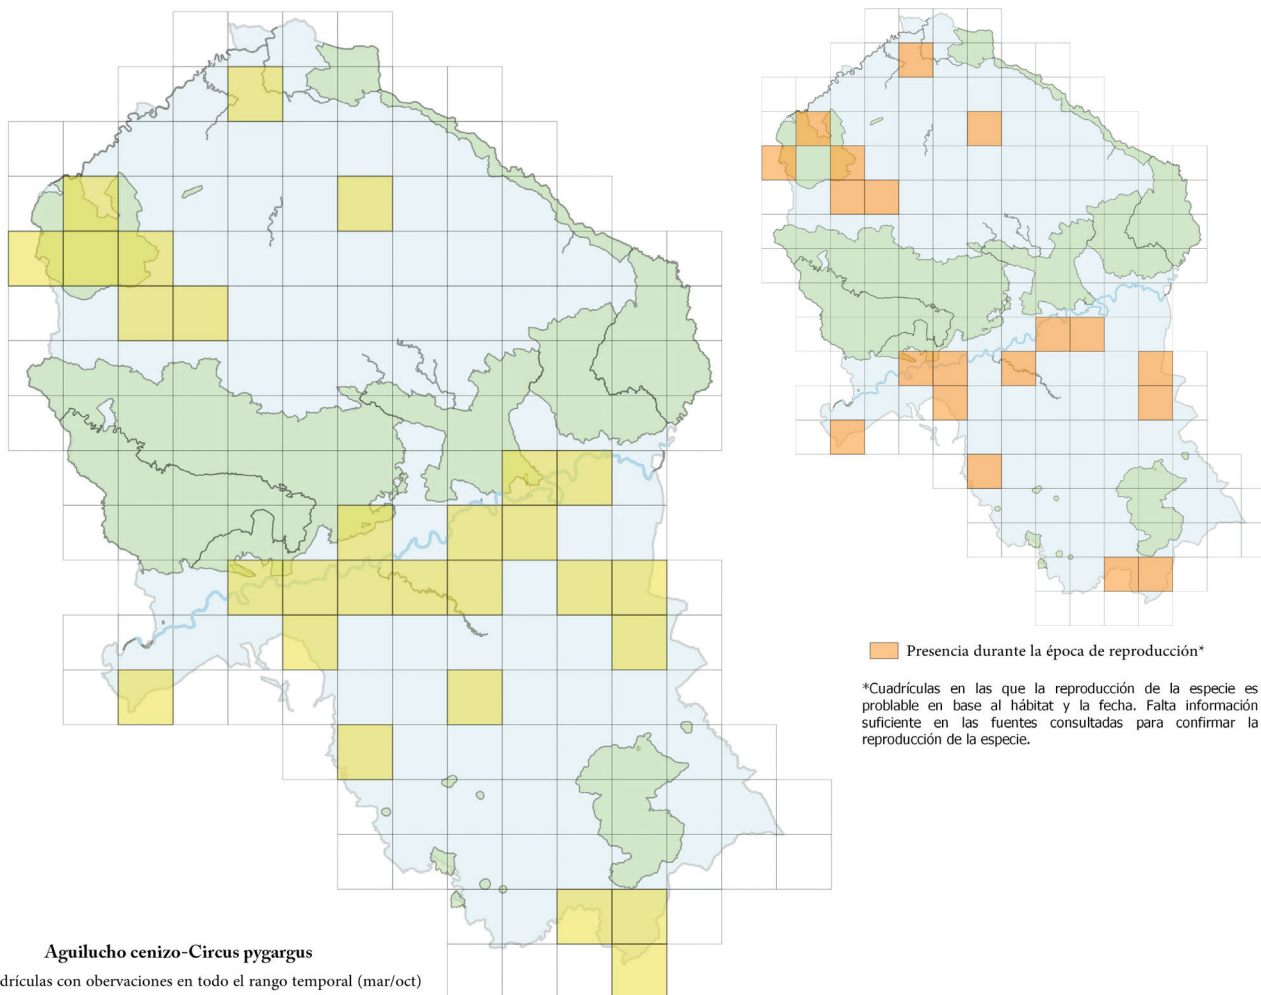 Presencia durante la época de reproducción*
*Cuadrículas en las que la reproducción de la especie es
problable en base al hábitat y la fecha. Falta información
suficiente en las fuentes consultadas para confirmar la
reproducción de la especie.
Aguilucho cenizo-Circus pygargus
drículas con obervaciones en todo el rango temporal (mar/oct)